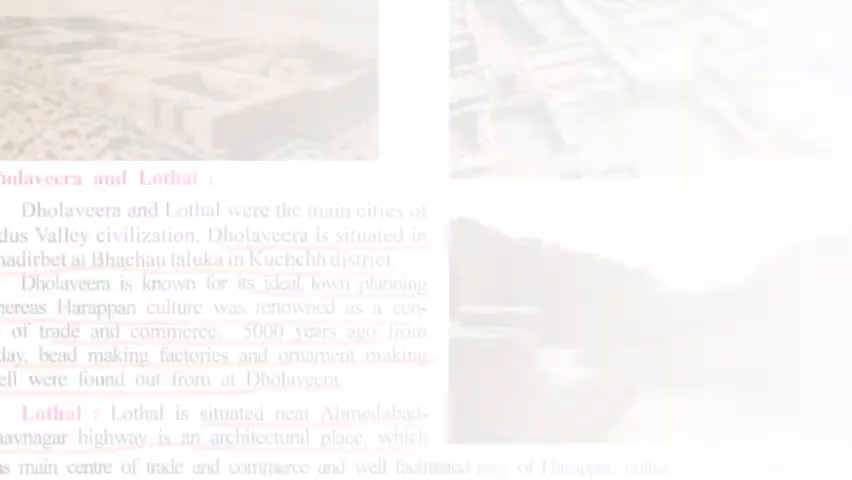 holaveera and Lothal :
Dholaveera and Lothal were the main cities of
dus Valley civilization. Dholaveera is situated in
hadirbet at Bhachau taluka in Kuchchh district.
Dholaveera is known for its ideal town planning
hereas Harappan culture was renowned as a cen-
of trade and commerce. 5000 years ago from
day, bead making factories and ornament making
ell were found out from at Dholaveera.
Lothal : Lothal is situated near Ahmedabad-
havnagar highway is an architectural place, which
as main centre of trade and commerce and well of Harappan